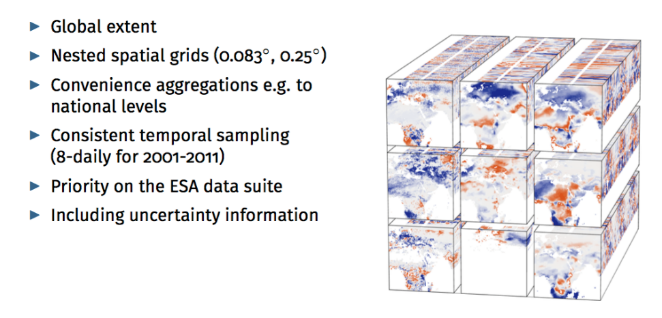 ► Global extent
► Nested spatial grids (0.083°, 0.25°)
► Convenience aggregations e.g. to
national levels
► Consistent temporal sampling
(8-daily for 2001-2011)
► Priority on the ESA data suite
► Including uncertainty information